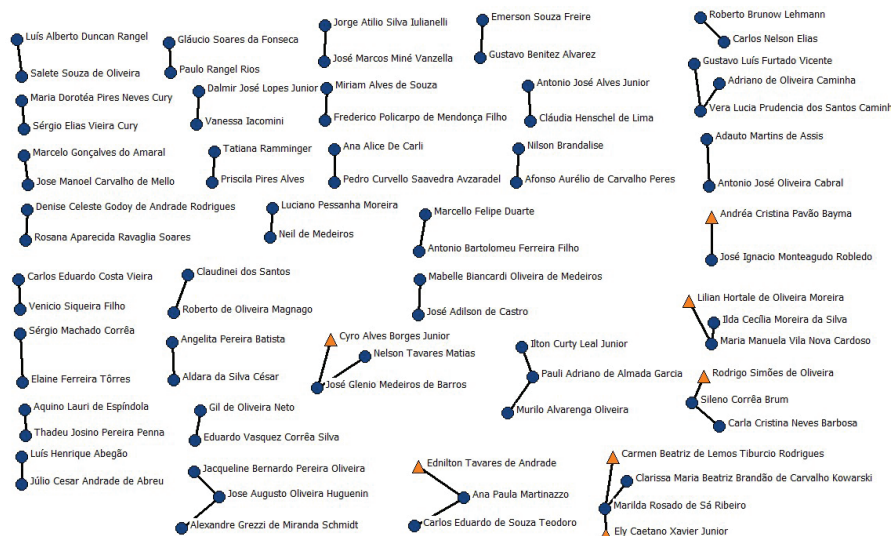 Luís Alberto Duncan Rangel
Salete Souza de Oliveira
Maria Dorotéa Pires Neves Cury
Sérgio Elias Vieira Cury
Marcelo Gonçalves do Amaral
Jose Manoel Carvalho de Mello
Denise Celeste Godoy de Andrade Rodrigues
Rosana Aparecida Ravaglia Soares
Carlos Eduardo Costa Vieira
Venicio Siqueira Filho
Sérgio Machado Corrêa
Elaine Ferreira Tôrres
Aquino Lauri de Espíndola
Thadeu Josino Pereira Penna
Luís Henrique Abegão
Júlio Cesar Andrade de Abreu
Gláucio Soares da Fonseca
Paulo Rangel Rios
Dalmir José Lopes Junior
Vanessa Iacomini
Tatiana Ramminger
Priscila Pires Alves
Luciano Pessanha Moreira
Neil de Medeiros
Claudinei dos Santos
Roberto de Oliveira Magnago
Angelita Pereira Batista
Aldara da Silva César
Gil de Oliveira Neto
Eduardo Vasquez Corrêa Silva
Jacqueline Bernardo Pereira Oliveira
Jose Augusto Oliveira Huguenin
Alexandre Grezzi de Miranda Schmidt
Jorge Atilio Silva Iulianelli
José Marcos Miné Vanzella
Miriam Alves de Souza
Frederico Policarpo de Mendonça Filho
Ana Alice De Carli
Pedro Curvello Saavedra Avzaradel
Cyro Alves Borges Junior
Nelson Tavares Matias
José Glenio Medeiros de Barros
Emerson Souza Freire
Gustavo Benitez Alvarez
Antonio José Alves Junior
Cláudia Henschel de Lima
Nilson Brandalise
Afonso Aurélio de Carvalho Peres
Marcello Felipe Duarte
Antonio Bartolomeu Ferreira Filho
Mabelle Biancardi Oliveira de Medeiros
José Adilson de Castro
Ilton Curty Leal Junior
Pauli Adriano de Almada Garcia
Murilo Alvarenga Oliveira
Ednilton Tavares de Andrade
Ana Paula Martinazzo
Carlos Eduardo de Souza Teodoro
Roberto Brunow Lehmann
Carlos Nelson Elias
Gustavo Luís Furtado Vicente
Adriano de Oliveira Caminha
Vera Lucia Prudencia dos Santos Caminh
Adauto Martins de Assis
Antonio José Oliveira Cabral
Andréa Cristina Pavão Bayma
José Ignacio Monteagudo Robledo
Lilian Hortale de Oliveira Moreira
Ilda Cecília Moreira da Silva
Maria Manuela Vila Nova Cardoso
Rodrigo Simões de Oliveira
Sileno Corrêa Brum
Carla Cristina Neves Barbosa
Carmen Beatriz de Lemos Tiburcio Rodrigues
Clarissa Maria Beatriz Brandão de Carvalho Kowarski
Marilda Rosado de Sá Ribeiro
Ely Caetano Xavier Junior